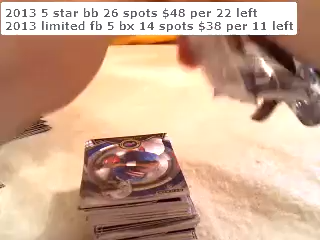 2013 5 star bb 26 spots $48 per 22 left
2013 limited fb 5 bx 14 spots $38 per 11 left